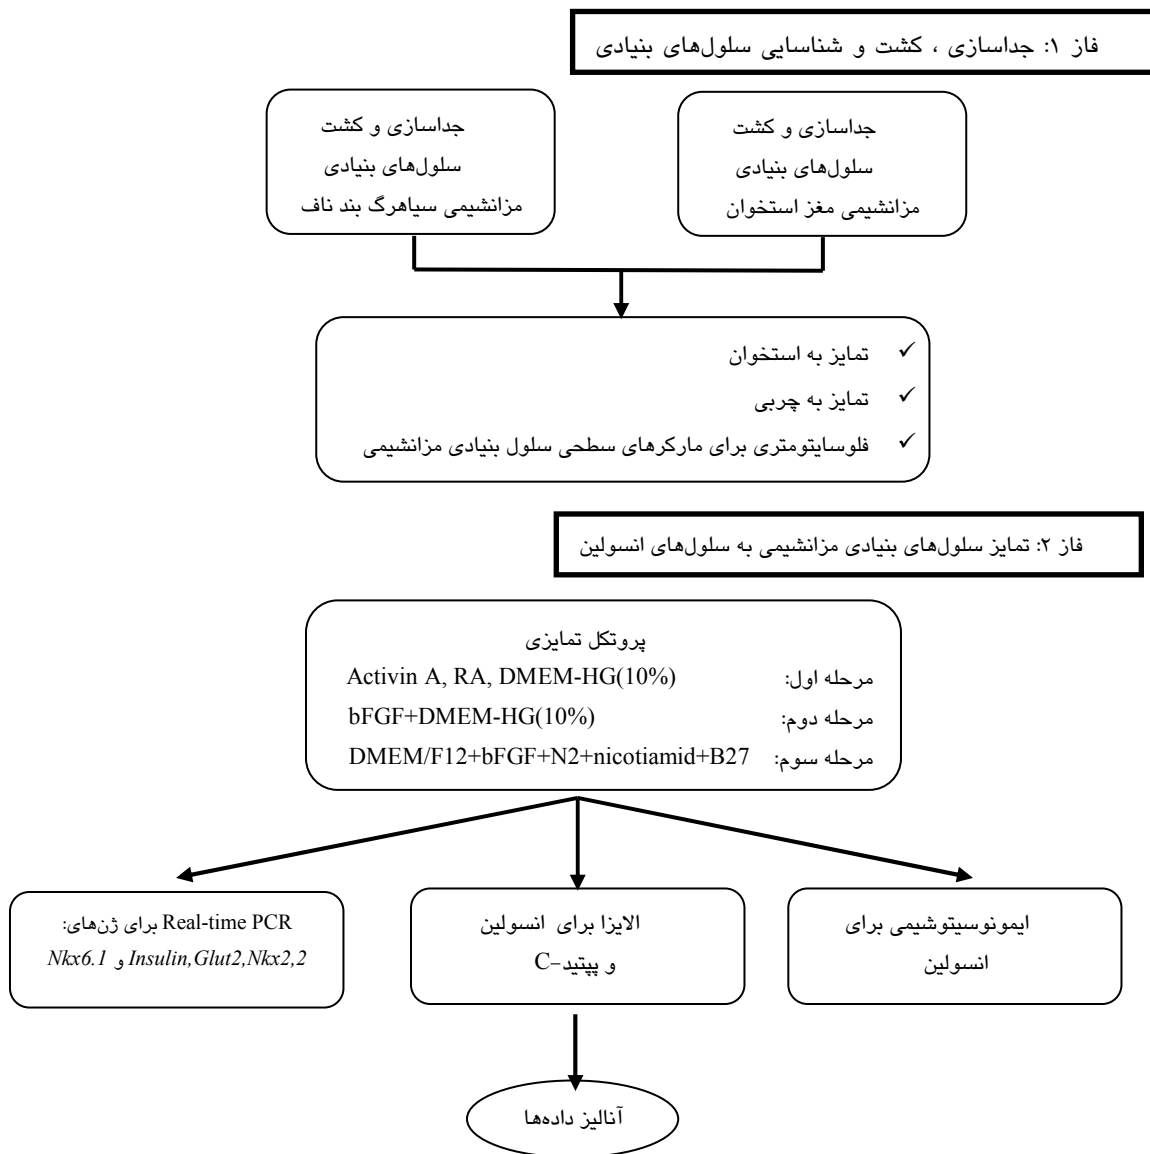 فاز ۱: جداسازی ، کشت و شناسایی سلول‌های بنیادی
جداسازی و کشت
سلول‌های بنیادی
مزانشیمی مغز استخوان
جداسازی و کشت
سلول‌های بنیادی
مزانشیمی سیاهرگ بند ناف
✓ تمایز به استخوان
✓ تمایز به چربی
✓ فلوسایتومتری برای مارکرهای سطحی سلول بنیادی مزانشیمی
فاز ۲: تمایز سلول‌های بنیادی مزانشیمی به سلول‌های انسولین
پروتکل تمایزی
مرحله اول: Activin A, RA, DMEM-HG(10%)
مرحله دوم: bFGF+DMEM-HG(10%)
مرحله سوم: DMEM/F12+bFGF+N2+nicotiamid+B27
ایمونوسیتوشیمی برای
انسولین
الایزا برای انسولین
و پپتید-C
Real-time PCR برای ژن‌های:
Insulin,Glut2,Nkx2,2 و Nkx6.1
آنالیز داده‌ها